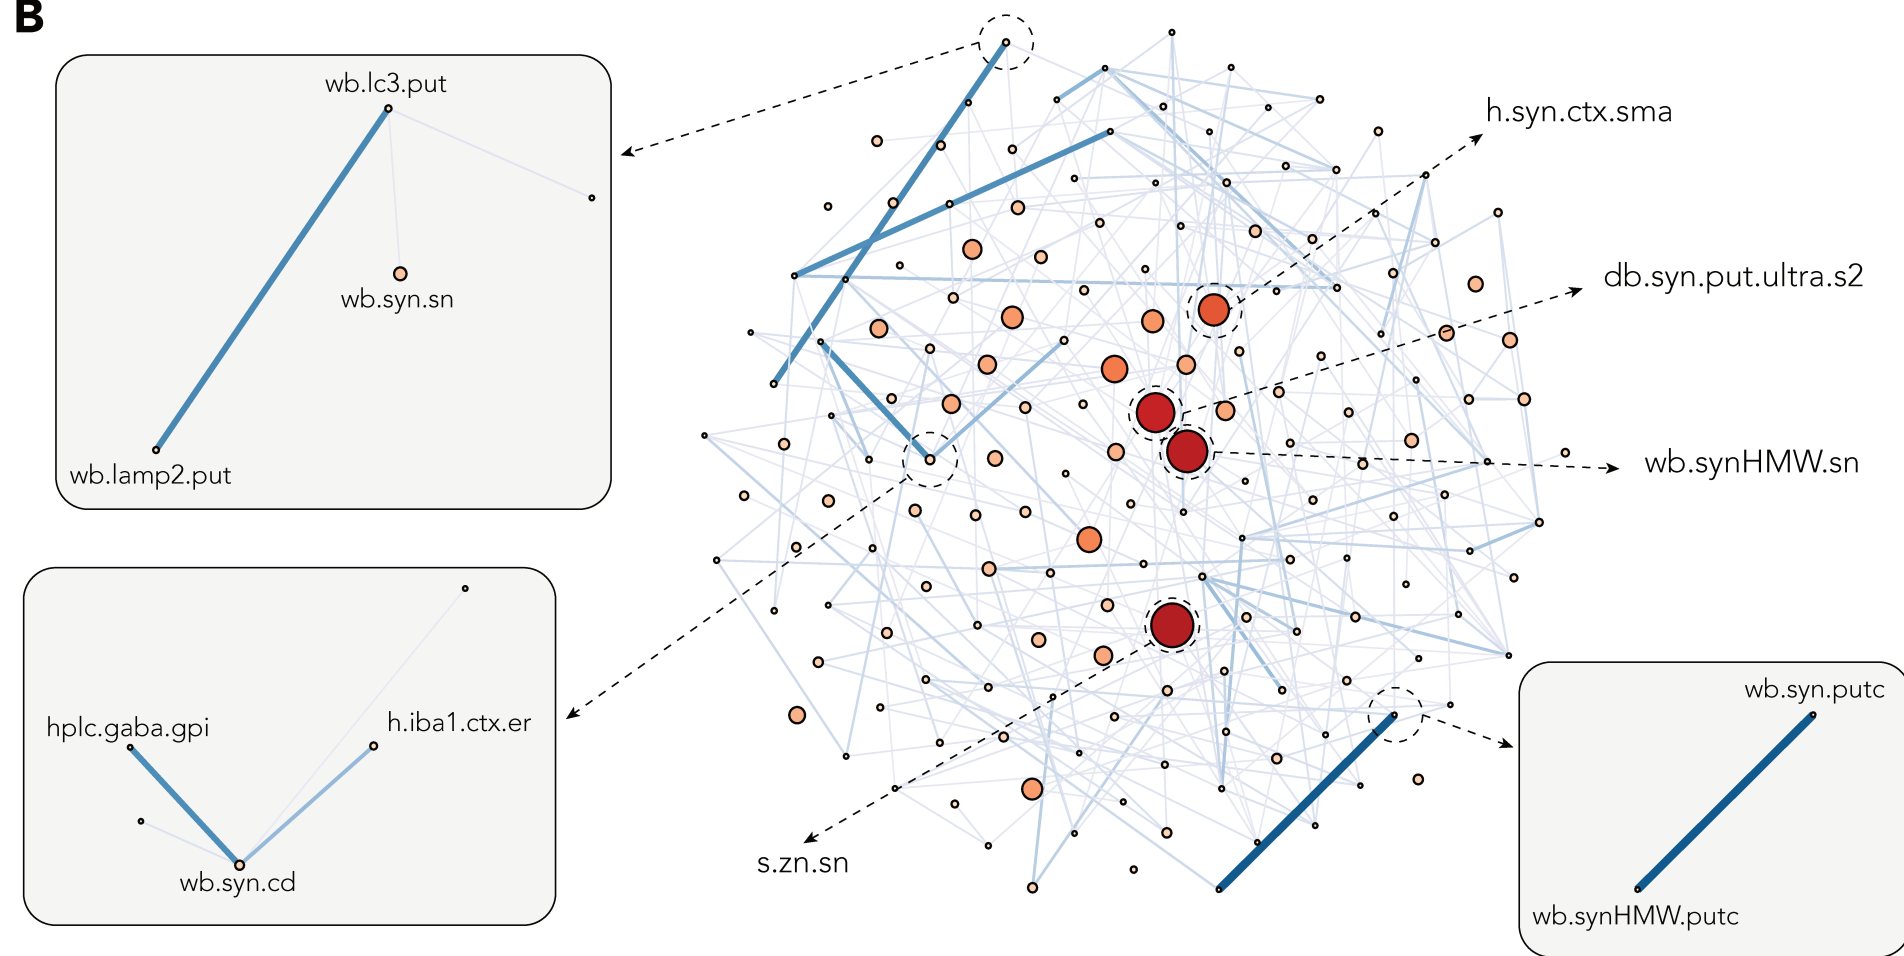 B
wb.lc3.put
wb.syn.sn
wb.lamp2.put
h.syn.ctx.sma
db.syn.put.ultra.s2
wb.synHMW.sn
hplc.gaba.gpi
h.iba1.ctx.er
wb.syn.cd
s.zn.sn
wb.syn.putc
wb.synHMW.putc